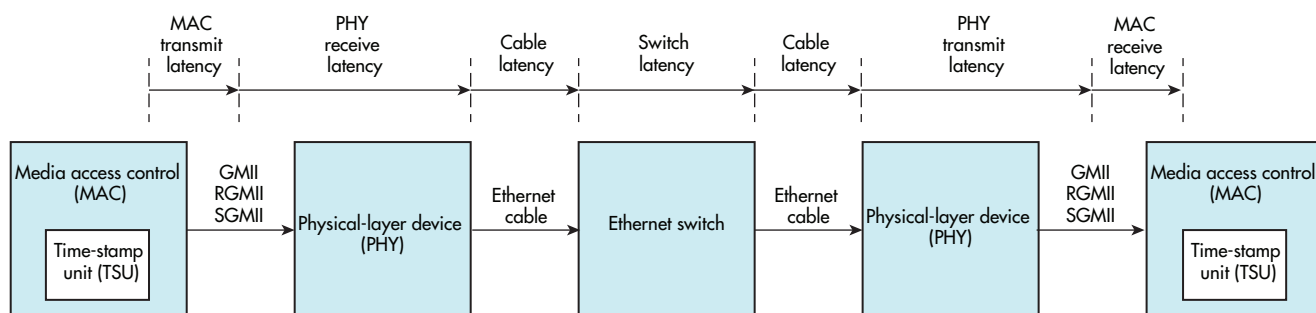 MAC
transmit
latency
PHY
receive
latency
Cable
latency
Switch
latency
Cable
latency
PHY
transmit
latency
MAC
receive
latency
Media access control
(MAC)
Time-stamp
unit (TSU)
GMII
RGMII
SGMII
Physical-layer device
(PHY)
Ethernet
cable
Ethernet switch
Ethernet
cable
Physical-layer device
(PHY)
GMII
RGMII
SGMII
Media access control
(MAC)
Time-stamp
unit (TSU)